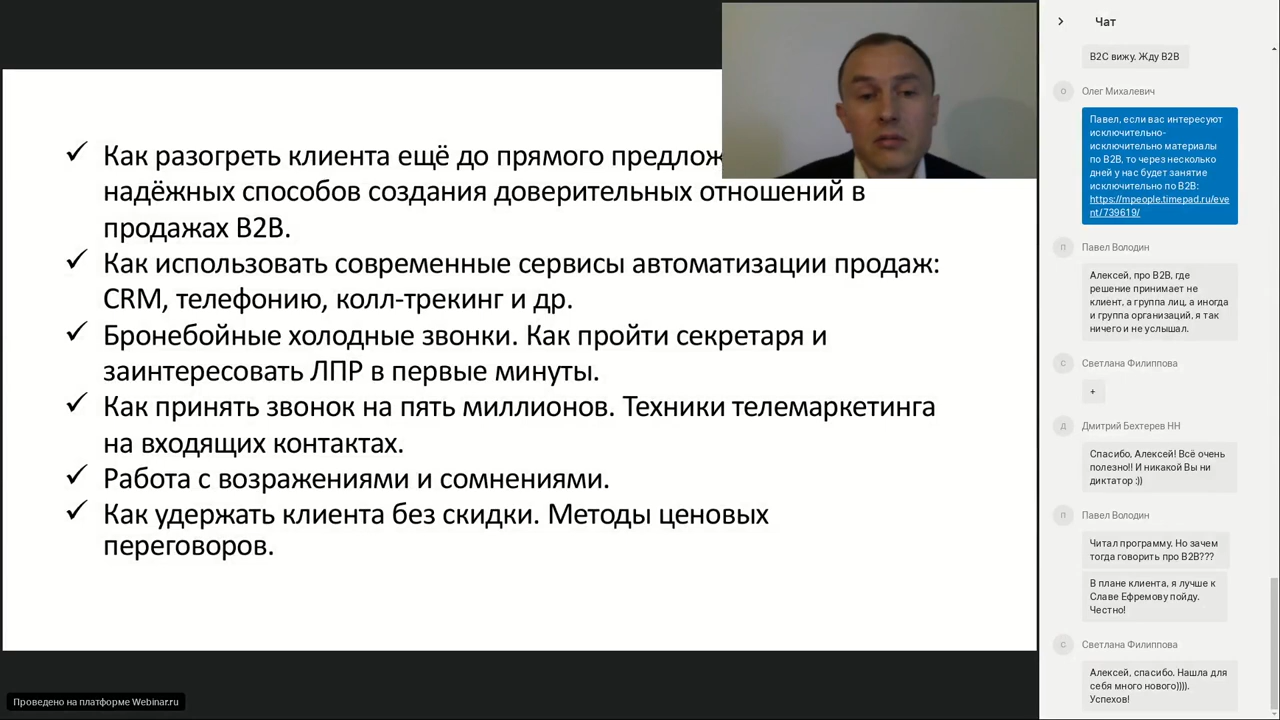 Как разогреть клиента ещё до прямого
надёжных способов создания доверительных отношений в
продажах B2B.
Как использовать современные сервисы автоматизации продаж:
CRM, телефонию, колл-трекинг и др.
Бронебойные холодные звонки. Как пройти секретаря и
заинтересовать ЛПР в первые минуты.
Как принять звонок на пять миллионов. Техники телемаркетинга
на входящих контактах.
Работа с возражениями и сомнениями.
Как удержать клиента без скидки. Методы ценовых
переговоров.
Проведено на платформе Webinar.ru
Чат
B2C вижу. Жду B2B
О
Олег Михалевич
Павел, если вас интересуют
исключительно-
исключительно материалы
по B2B, то через несколько
дней у нас будет занятие
исключительно по B2B:
https://mpeople.timepad.ru/eve
nt/739619/
П
Павел Володин
Алексей, про B2B, где
решение принимает не
клиент, а группа лиц, а иногда
и группа организаций, я так
ничего и не услышал.
С
Светлана Филиппова
+
Д
Дмитрий Бехтерев НН
Спасибо, Алексей! Всё очень
полезно!! И никакой Вы ни
диктатор :))
П
Павел Володин
Читал программу. Но зачем
тогда говорить про B2B???
В плане клиента, я лучше к
Славе Ефремову пойду.
Честно!
С
Светлана Филиппова
Алексей, спасибо. Нашла для
себя много нового)))).
Успехов!